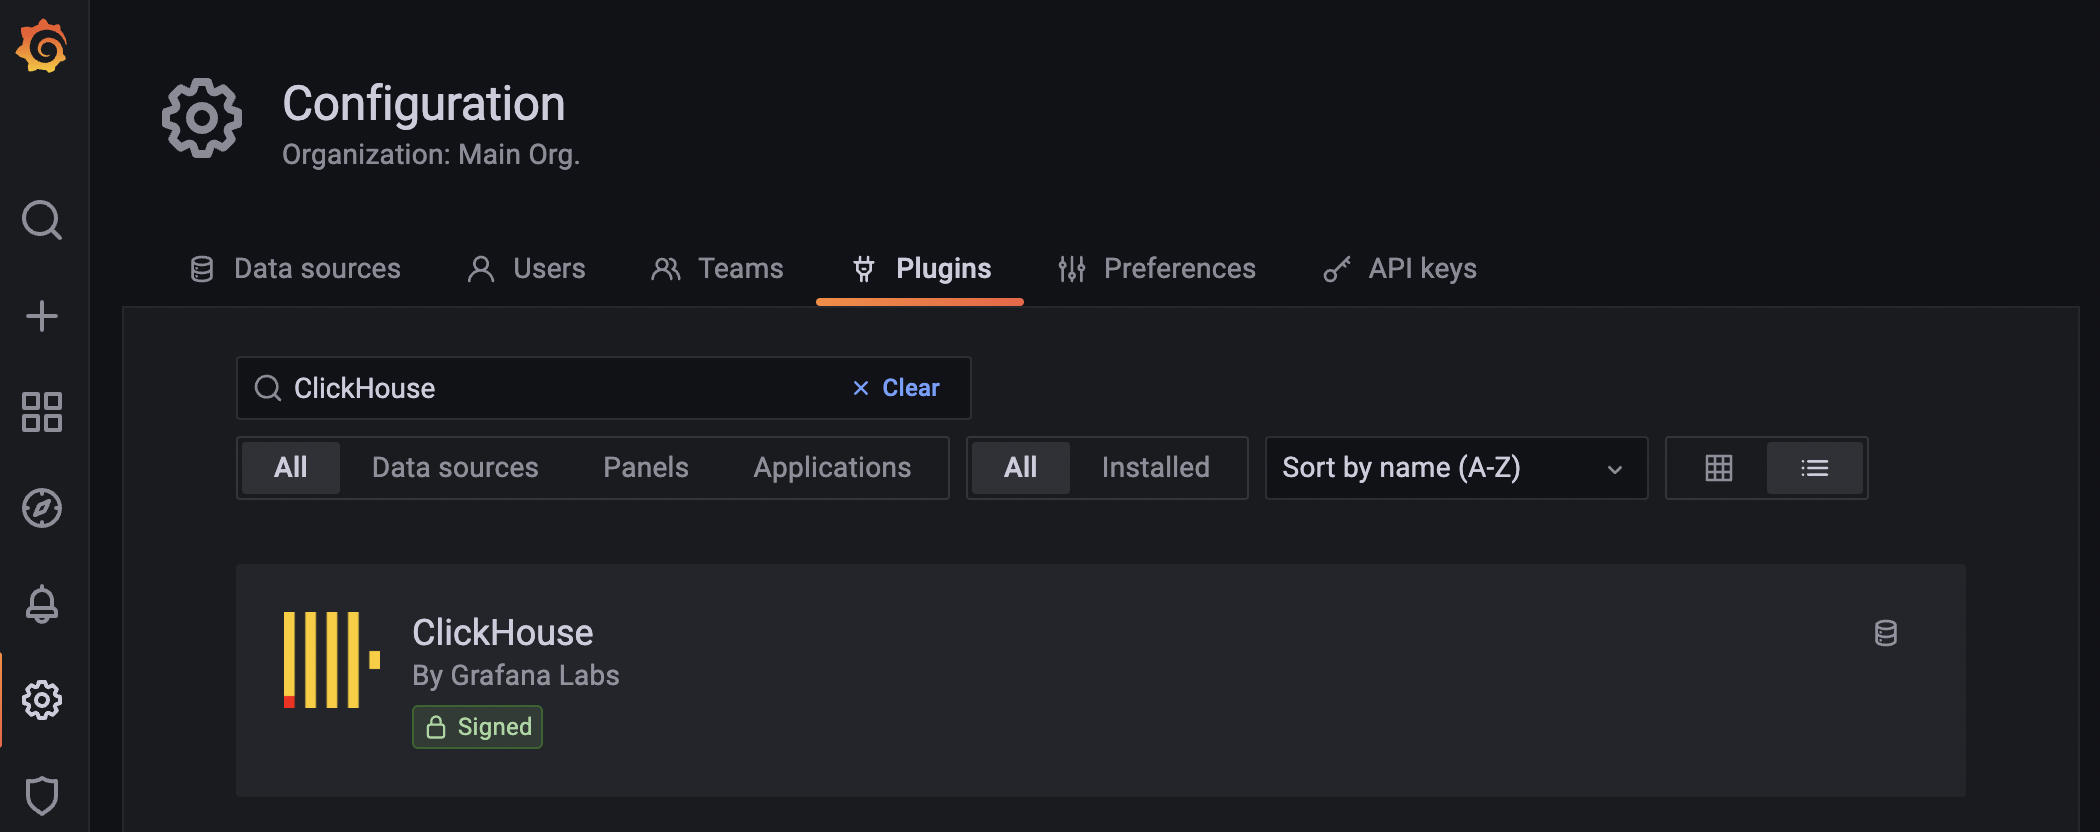 Configuration
Organization: Main Org.
Data sources Users Teams Plugins Preferences API keys
ClickHouse Clear
All Data sources Panels Applications All Installed Sort by name (A-Z)
ClickHouse
By Grafana Labs
Signed